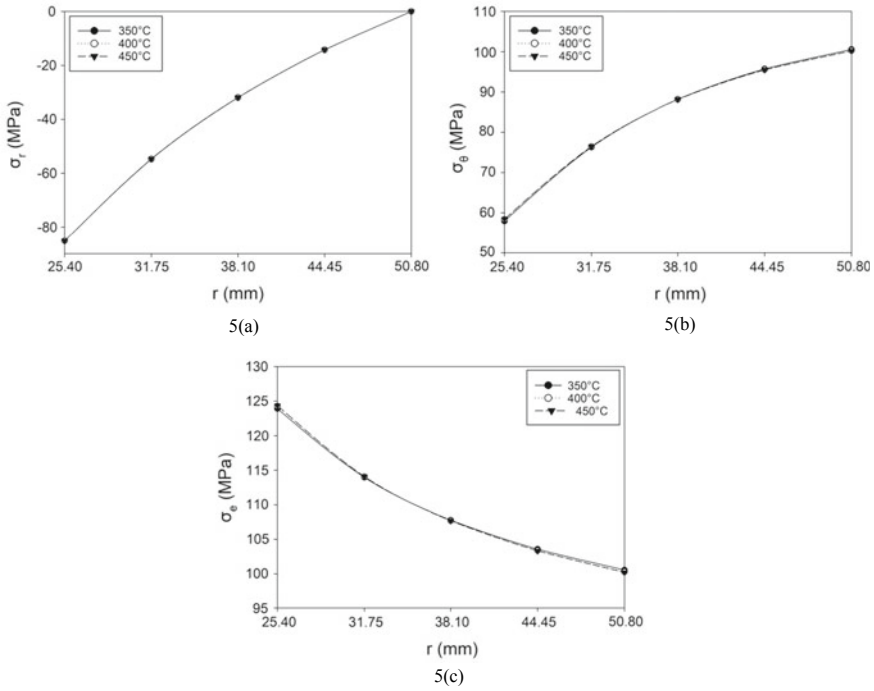 350°C
400°C
450°C
0
-20
-40
-60
-80
σr (MPa)
25.40 31.75 38.10 44.45 50.80
r (mm)
5(a)
350°C
400°C
450°C
110
100
90
80
70
60
50
σθ (MPa)
25.40 31.75 38.10 44.45 50.80
r (mm)
5(b)
350°C
400°C
450°C
130
125
120
115
110
105
100
95
σe (MPa)
25.40 31.75 38.10 44.45 50.80
r (mm)
5(c)